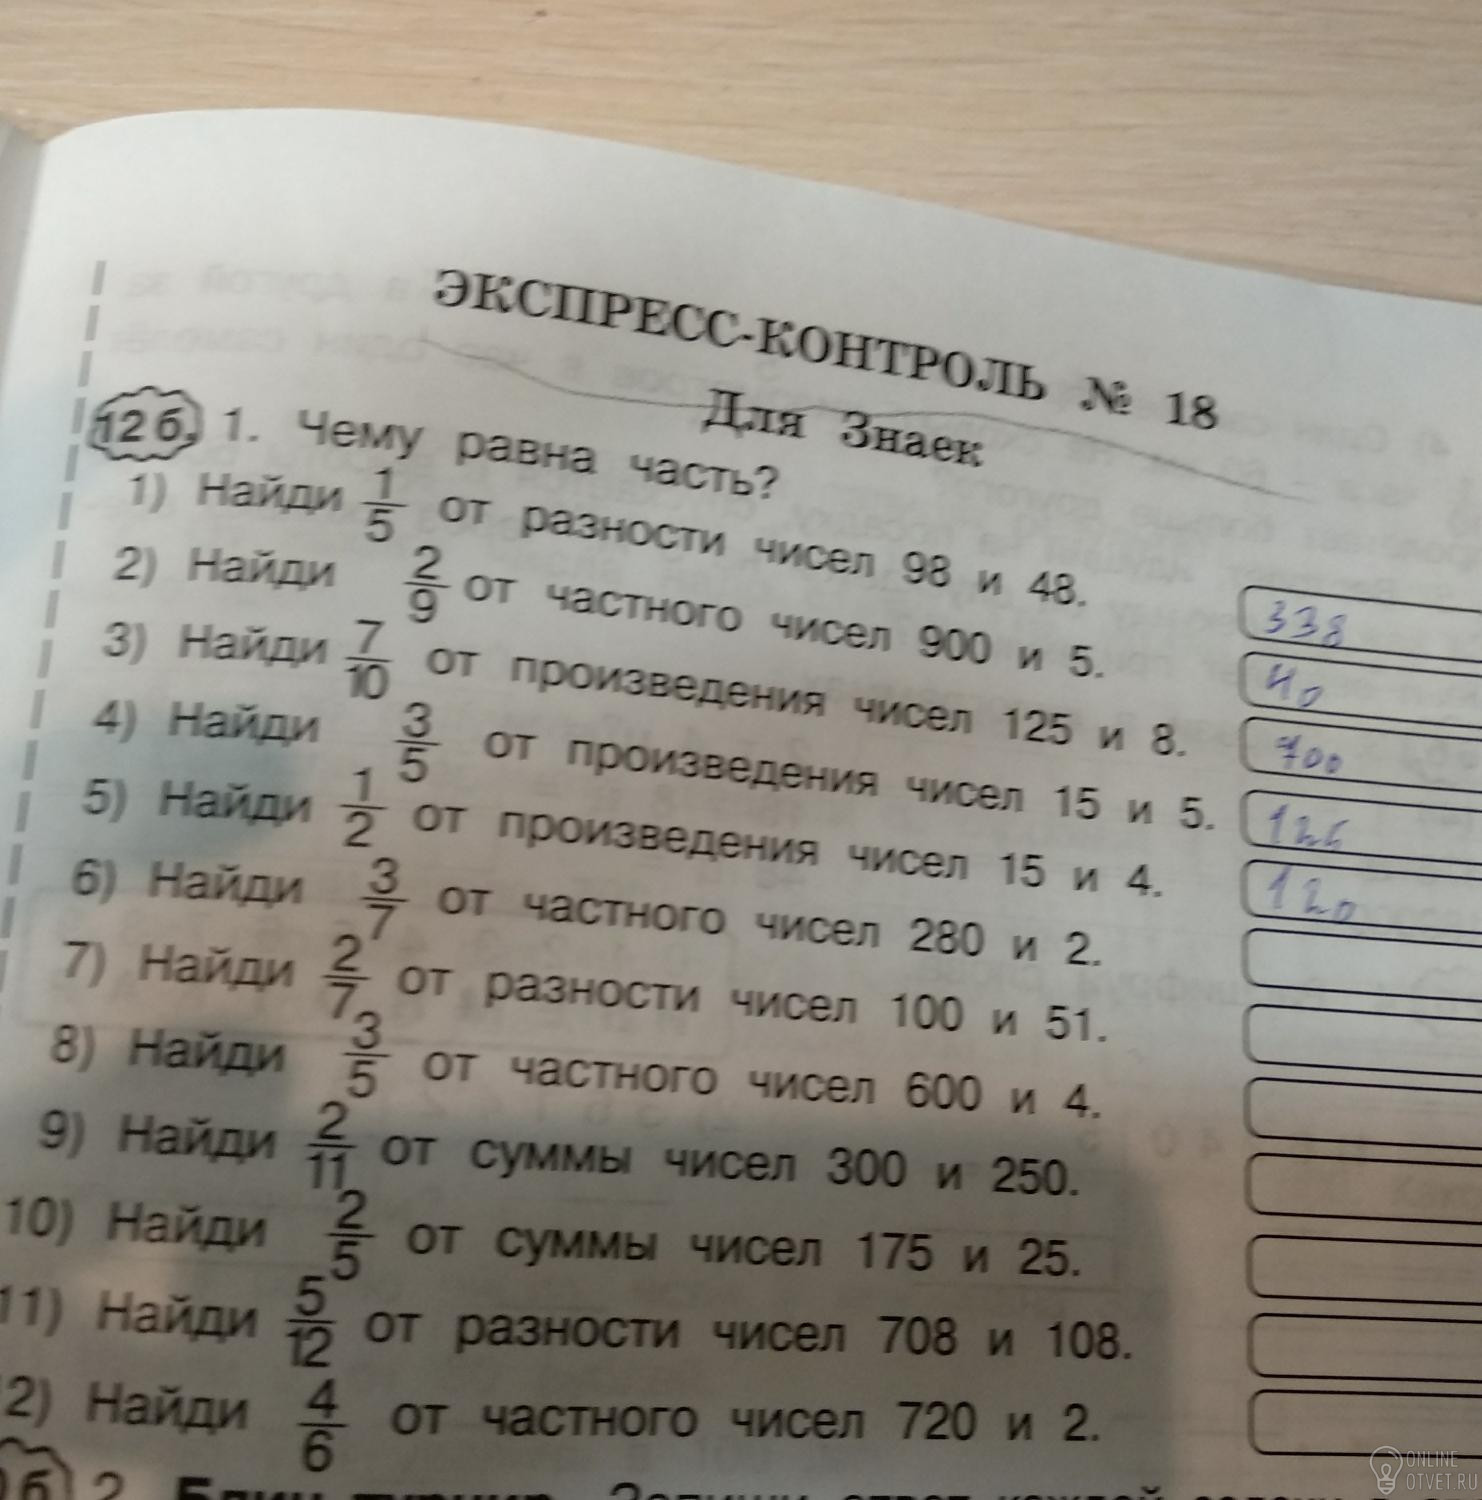 ЭКСПРЕСС-КОНТРОЛЬ № 18
Для Знаек
12 б. 1. Чему равна часть?
1) Найди 1/5 от разности чисел 98 и 48. 338
2) Найди 2/9 от частного чисел 900 и 5. 40
3) Найди 7/10 от произведения чисел 125 и 8. 700
4) Найди 3/5 от произведения чисел 15 и 5.
5) Найди 1/2 от произведения чисел 15 и 4. 120
6) Найди 3/7 от частного чисел 280 и 2.
7) Найди 2/7 от разности чисел 100 и 51.
8) Найди 3/5 от частного чисел 600 и 4.
9) Найди 2/11 от суммы чисел 300 и 250.
10) Найди 2/5 от суммы чисел 175 и 25.
11) Найди 5/12 от разности чисел 708 и 108.
2) Найди 4/6 от частного чисел 720 и 2.
б 2.
ONLINE
OTVET.RU